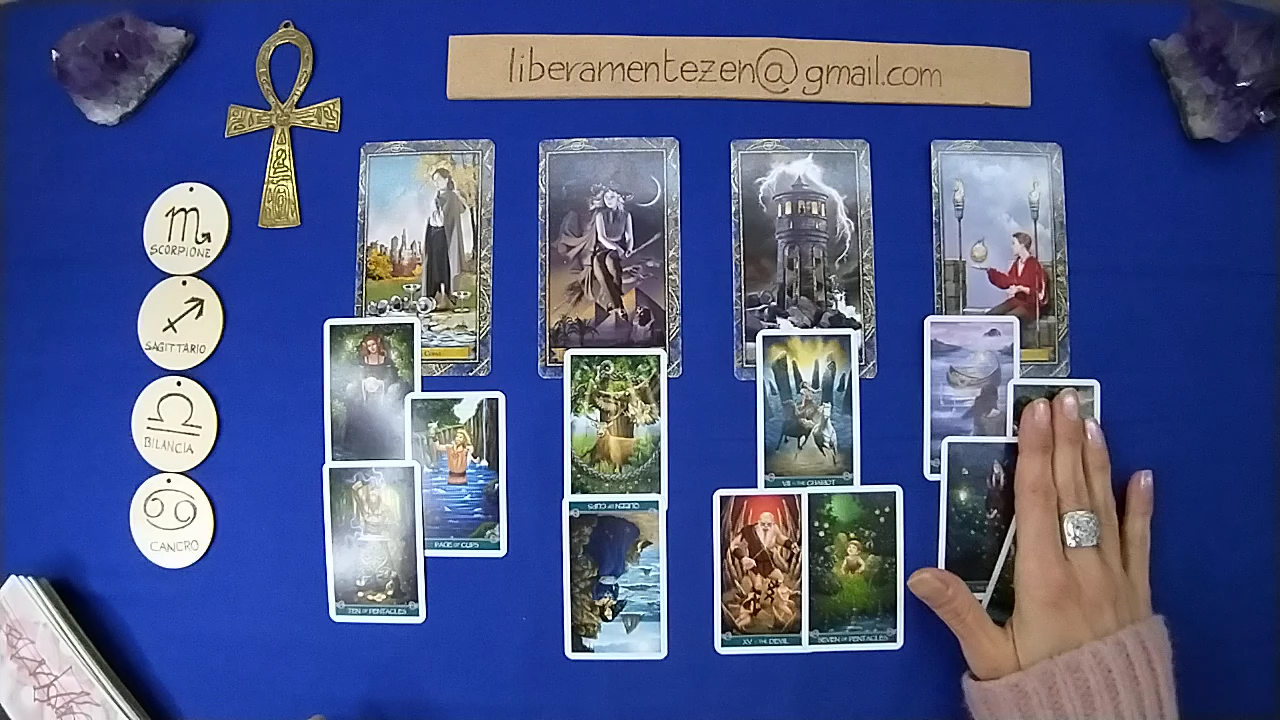 liberamentezen@gmail.com
SCORPIONE
SAGITTARIO
BILANCIA
CANCRO
PAGE OF CUPS
TEN OF PENTACLES
QUEEN OF CUPS
VII - THE CHARIOT
XV - THE DEVIL
SEVEN OF PENTACLES